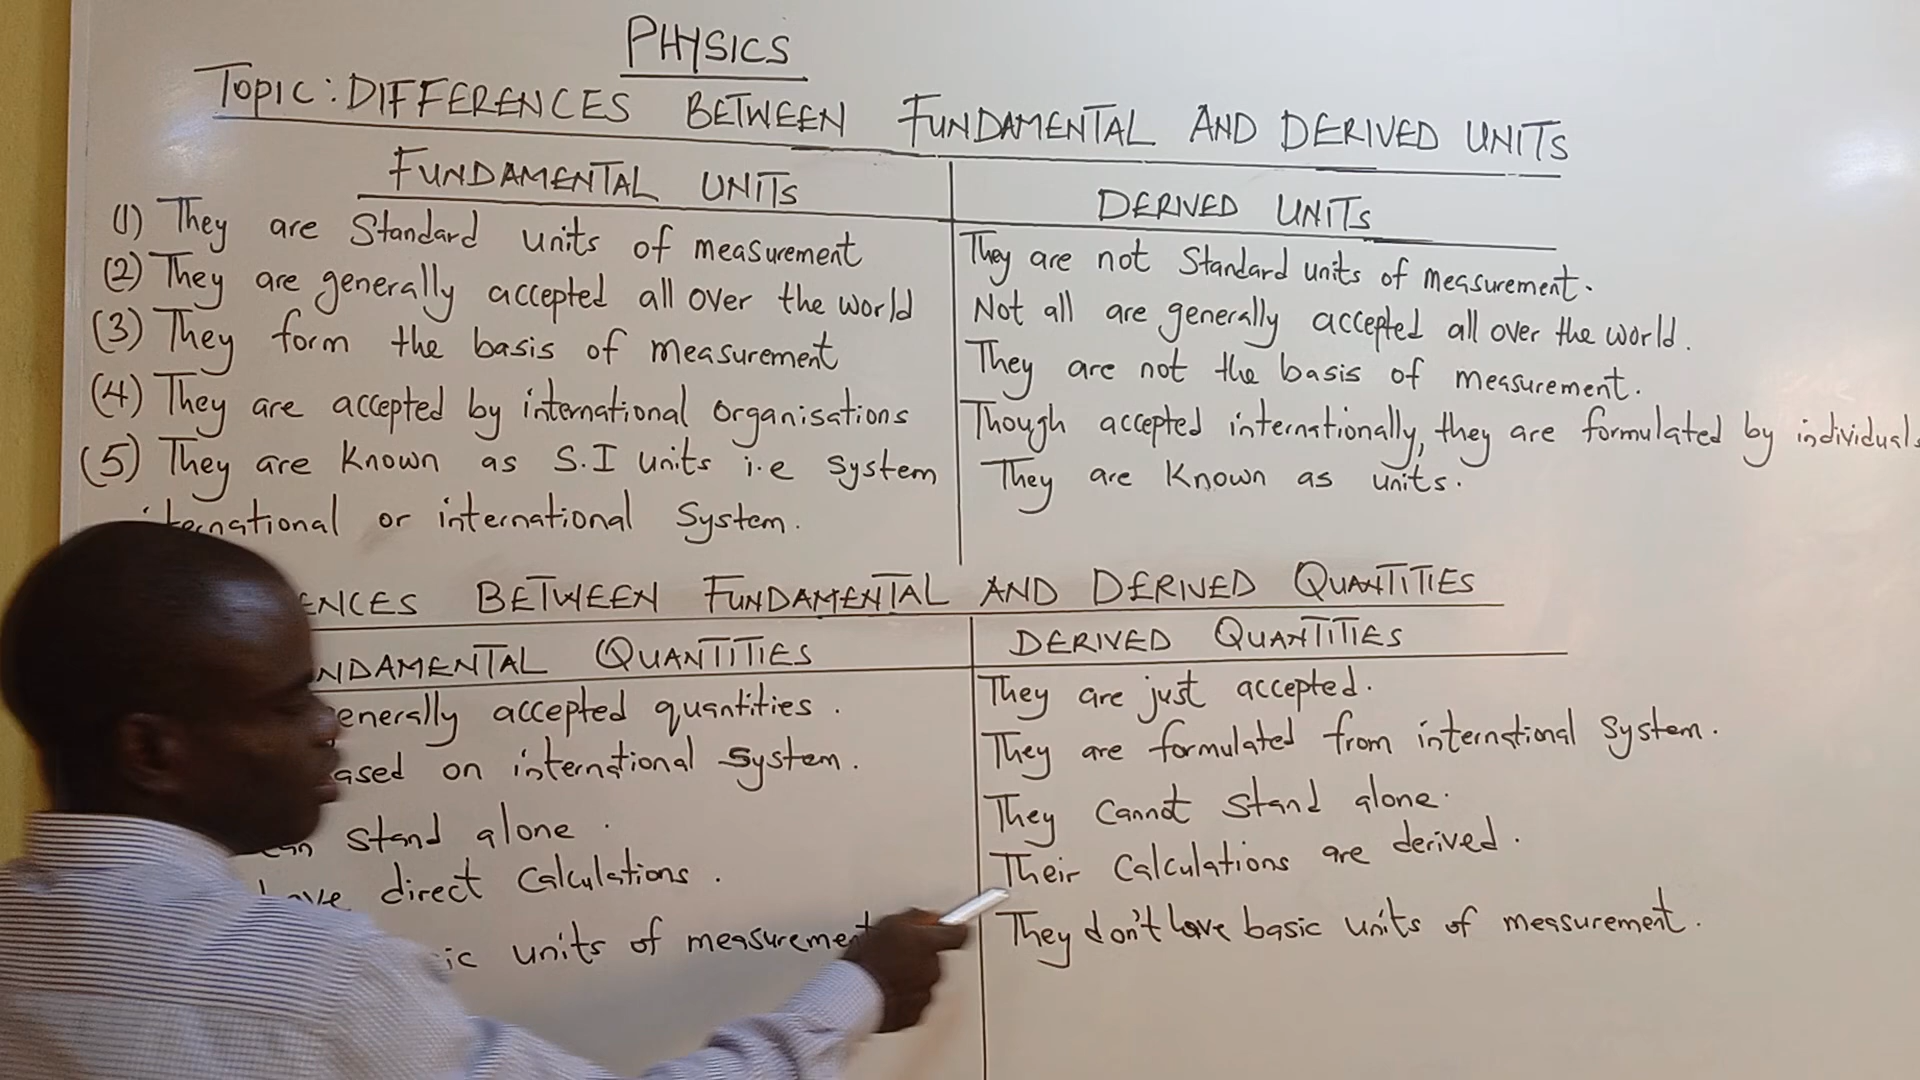 PHYSICS
Topic: DIFFERENCES BETWEEN FUNDAMENTAL AND DERIVED UNITS
FUNDAMENTAL UNITS
(1) They are Standard units of measurement
(2) They are generally accepted all over the world
(3) They form the basis of measurement
(4) They are accepted by international organisations
(5) They are Known as S.I units i.e system
international or international System.
DERIVED UNITS
They are not Standard units of measurement.
Not all are generally accepted all over the world.
They are not the basis of measurement.
Though accepted internationally, they are formulated by individuals
They are Known as units.
BETWEEN FUNDAMENTAL AND DERIVED QUANTITIES
QUANTITIES
accepted quantities.
on international System.
stand alone.
direct Calculations.
units of measurement
DERIVED QUANTITIES
They are just accepted.
They are formulated from international System.
They cannot stand alone.
Their Calculations are derived.
They don't have basic units of measurement.